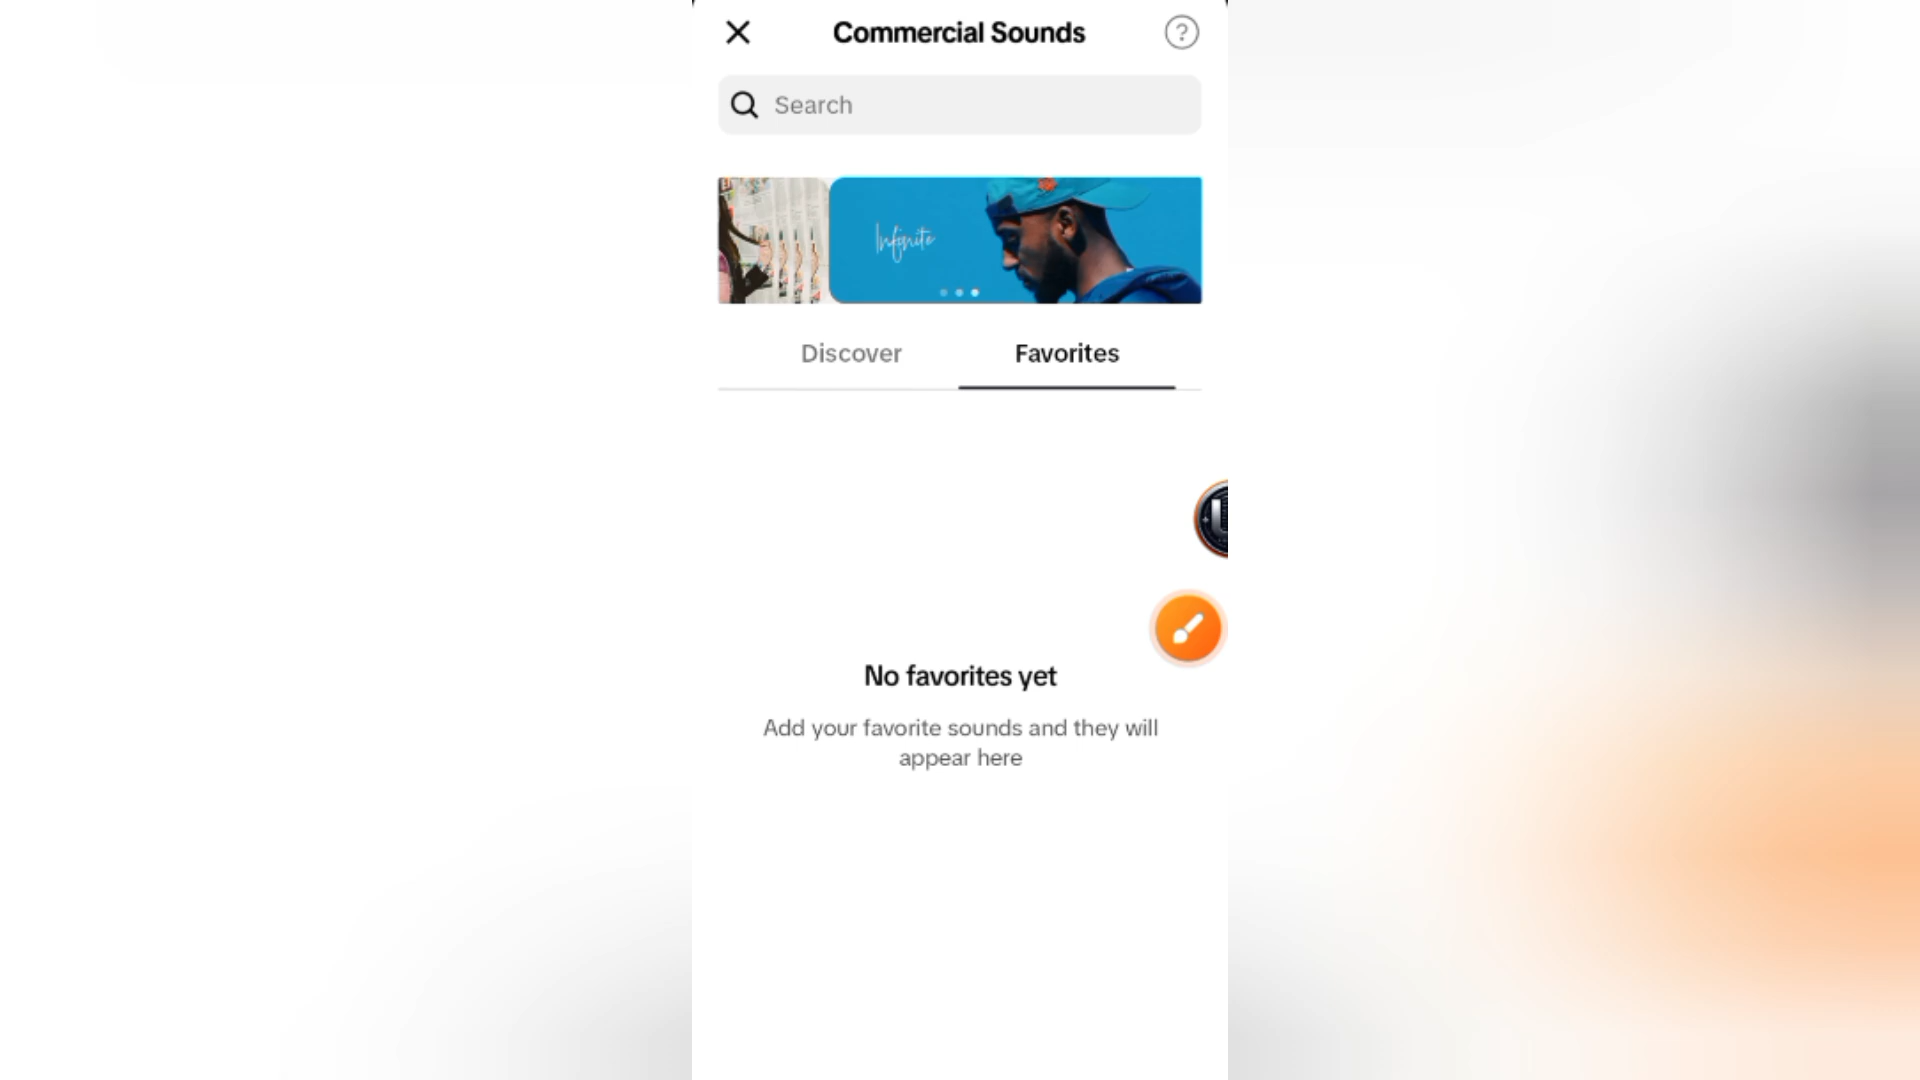 Commercial Sounds
?
Search
Infinite
Discover
Favorites
No favorites yet
Add your favorite sounds and they will
appear here